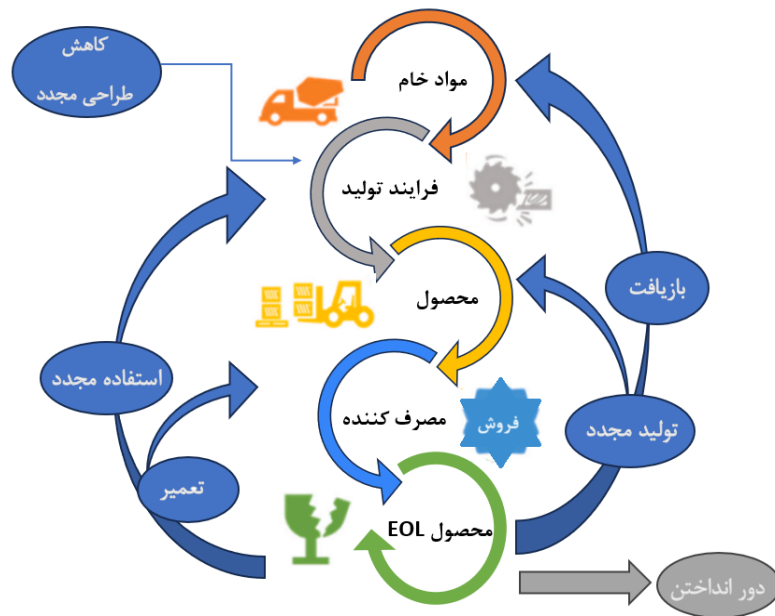 کاهش
طراحی مجدد
مواد خام
فرایند تولید
محصول
بازیافت
استفاده مجدد
مصرف کننده
فروش
تولید مجدد
تعمیر
محصول EOL
دور انداختن